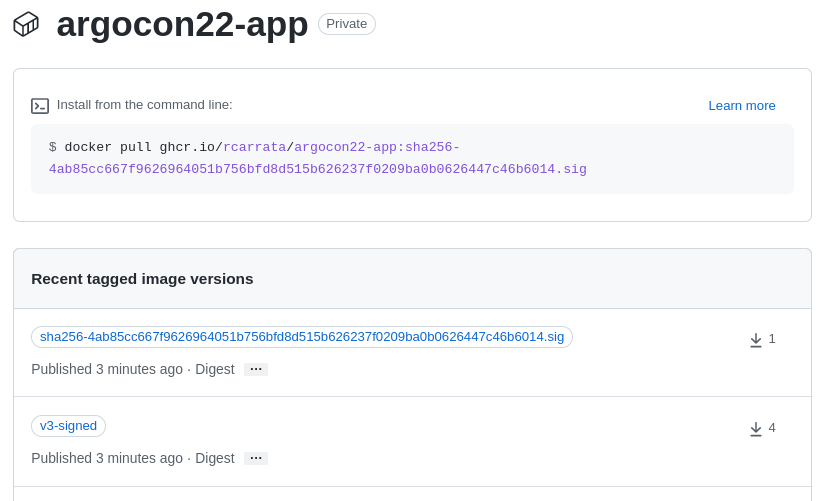 argocon22-app Private
Install from the command line:
Learn more
$ docker pull ghcr.io/rcarrata/argocon22-app:sha256-
4ab85cc667f9626964051b756bfd8d515b626237f0209ba0b0626447c46b6014.sig
Recent tagged image versions
sha256-4ab85cc667f9626964051b756bfd8d515b626237f0209ba0b0626447c46b6014.sig
1
Published 3 minutes ago · Digest ···
v3-signed
4
Published 3 minutes ago · Digest ···